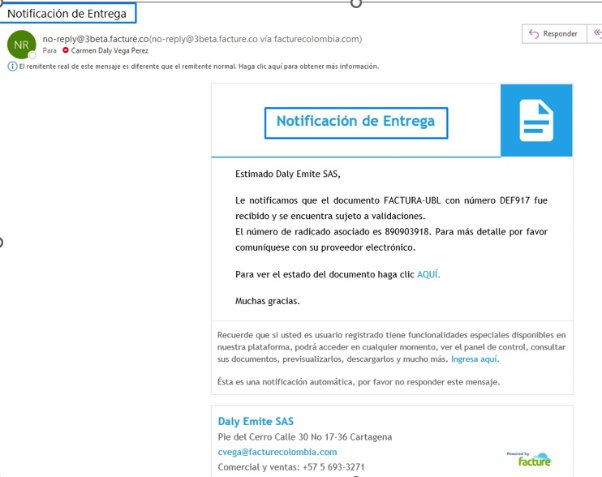 Notificación de Entrega
NR
no-reply@3beta.facture.co(no-reply@3beta.facture.co vía facturecolombia.com)
Responder
Para Carmen Daly Vega Perez
El remitente real de este mensaje es diferente que el remitente normal. Haga clic aquí para obtener más información.
Notificación de Entrega
Estimado Daly Emite SAS,
Le notificamos que el documento FACTURA-UBL con número DEF917 fue
recibido y se encuentra sujeto a validaciones.
El número de radicado asociado es 890903918. Para más detalle por favor
comuníquese con su proveedor electrónico.
Para ver el estado del documento haga clic AQUÍ.
Muchas gracias.
Recuerde que si usted es usuario registrado tiene funcionalidades especiales disponibles en
nuestra plataforma, podrá acceder en cualquier momento, ver el panel de control, consultar
sus documentos, previsualizarlos, descargarlos y mucho más. Ingresa aquí.
Ésta es una notificación automática, por favor no responder este mensaje.
Daly Emite SAS
Pie del Cerro Calle 30 No 17-36 Cartagena
cvega@facturecolombia.com
Comercial y ventas: +57 5 693-3271
Powered by
facture